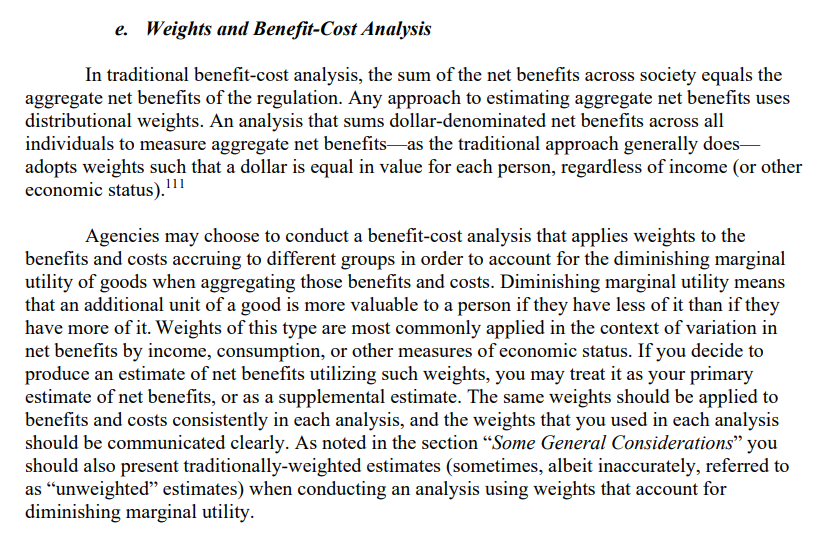 e. Weights and Benefit-Cost Analysis
In traditional benefit-cost analysis, the sum of the net benefits across society equals the
aggregate net benefits of the regulation. Any approach to estimating aggregate net benefits uses
distributional weights. An analysis that sums dollar-denominated net benefits across all
individuals to measure aggregate net benefits—as the traditional approach generally does—
adopts weights such that a dollar is equal in value for each person, regardless of income (or other
economic status).111
Agencies may choose to conduct a benefit-cost analysis that applies weights to the
benefits and costs accruing to different groups in order to account for the diminishing marginal
utility of goods when aggregating those benefits and costs. Diminishing marginal utility means
that an additional unit of a good is more valuable to a person if they have less of it than if they
have more of it. Weights of this type are most commonly applied in the context of variation in
net benefits by income, consumption, or other measures of economic status. If you decide to
produce an estimate of net benefits utilizing such weights, you may treat it as your primary
estimate of net benefits, or as a supplemental estimate. The same weights should be applied to
benefits and costs consistently in each analysis, and the weights that you used in each analysis
should be communicated clearly. As noted in the section “Some General Considerations” you
should also present traditionally-weighted estimates (sometimes, albeit inaccurately, referred to
as “unweighted” estimates) when conducting an analysis using weights that account for
diminishing marginal utility.